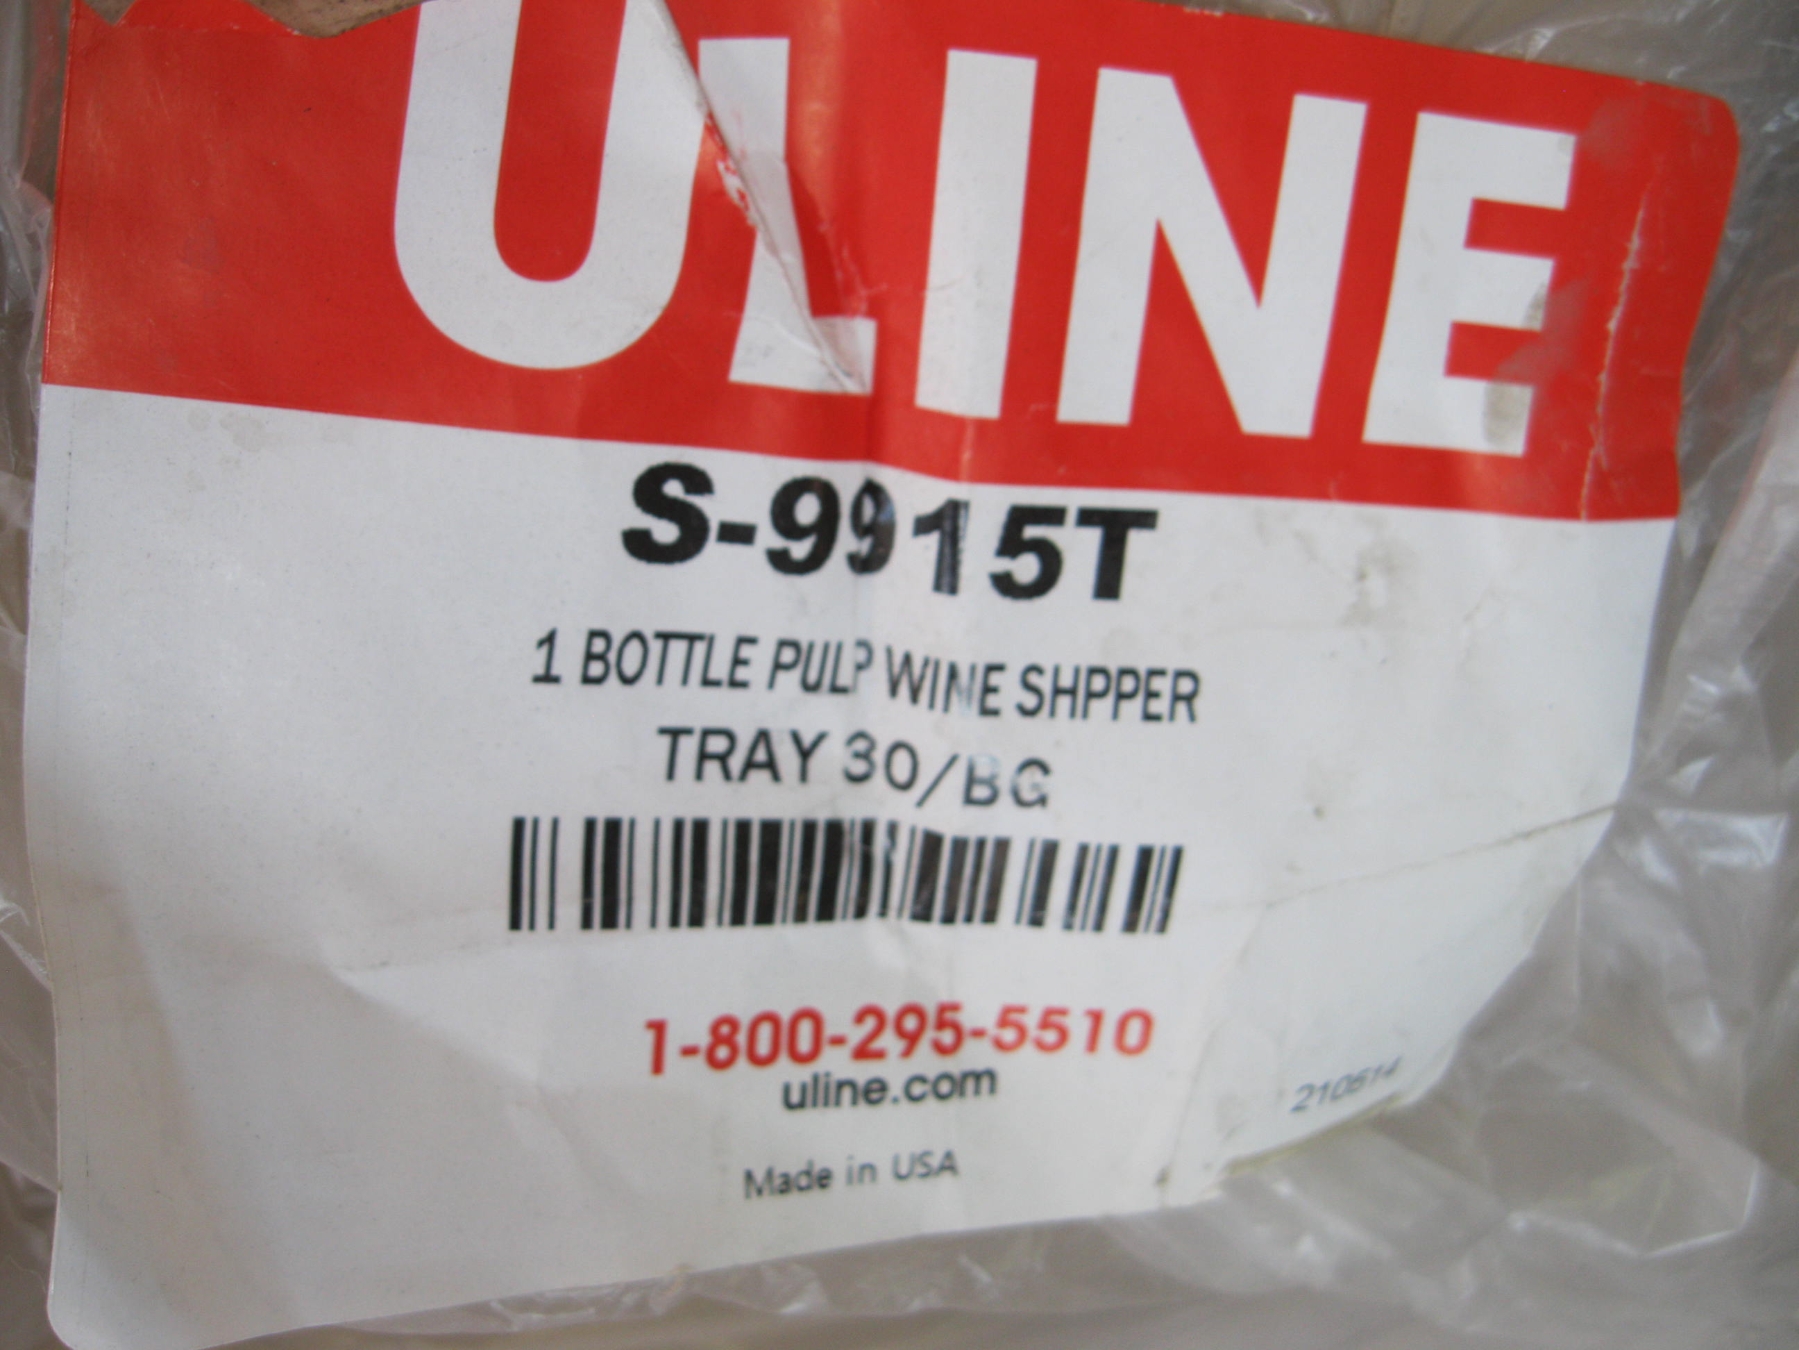 ULINE
S-9915T
1 BOTTLE PULP WINE SHPPER
TRAY 30/BG
1-800-295-5510
uline.com
210614
Made in USA